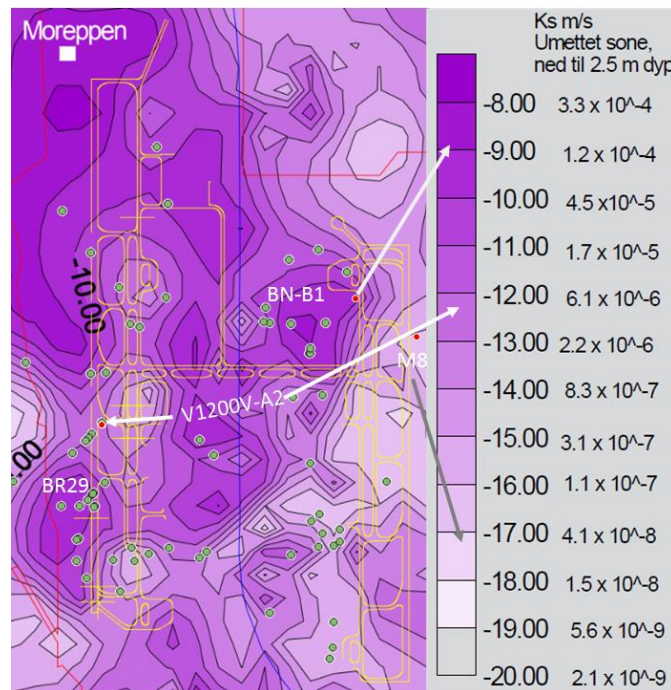 Moreppen
Ks m/s
Umettet sone,
ned til 2.5 m dyp
-8.00 3.3 x 10^-4
-9.00 1.2 x 10^-4
-10.00 4.5 x10^-5
-11.00 1.7 x 10^-5
-12.00 6.1 x 10^-6
-13.00 2.2 x 10^-6
-14.00 8.3 x 10^-7
-15.00 3.1 x 10^-7
-16.00 1.1 x 10^-7
-17.00 4.1 x 10^-8
-18.00 1.5 x 10^-8
-19.00 5.6 x 10^-9
-20.00 2.1 x 10^-9
-10.00
BN-B1
M8
V1200V-A2
BR29